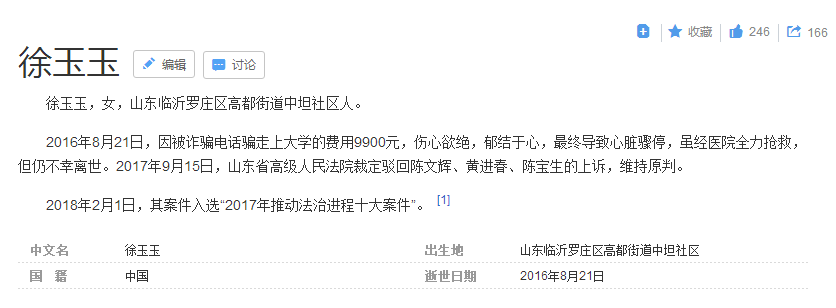 收藏 246 166
徐玉玉 编辑 讨论
徐玉玉，女，山东临沂罗庄区高都街道中坦社区人。
2016年8月21日，因被诈骗电话骗走上大学的费用9900元，伤心欲绝，郁结于心，最终导致心脏骤停，虽经医院全力抢救，
但仍不幸离世。2017年9月15日，山东省高级人民法院裁定驳回陈文辉、黄进春、陈宝生的上诉，维持原判。
2018年2月1日，其案件入选“2017年推动法治进程十大案件”。 [1]
中文名 徐玉玉 出生地 山东临沂罗庄区高都街道中坦社区
国 籍 中国 逝世日期 2016年8月21日